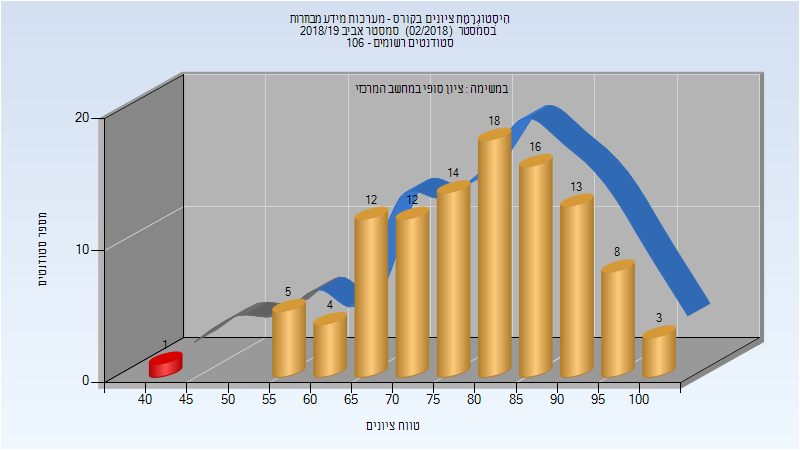 היסטוגרמת ציונים בקורס - מערכות מידע מבוזרות
בסמסטר (02/2018) סמסטר אביב 2018/19
סטודנטים רשומים - 106
במשימה : ציון סופי במחשב המרכזי
מספר סטודנטים
20
10
0
1
5
4
12
12
14
18
16
13
8
3
40 45 50 55 60 65 70 75 80 85 90 95 100
טווח ציונים